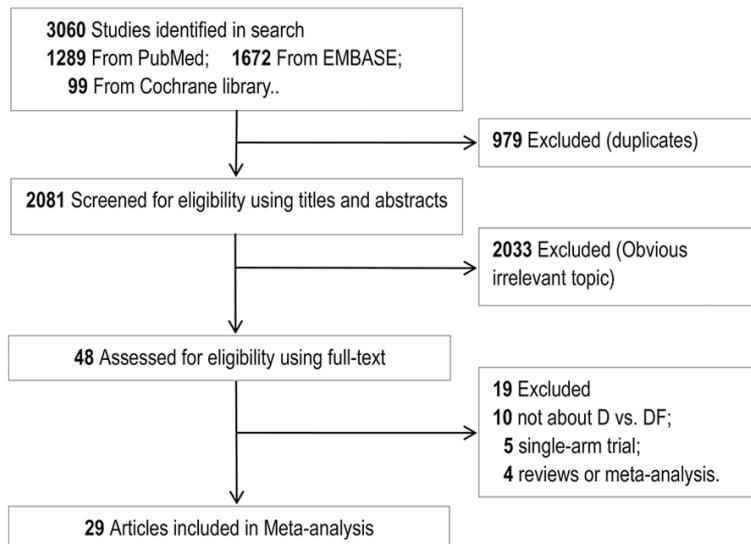 3060 Studies identified in search
1289 From PubMed; 1672 From EMBASE;
99 From Cochrane library..
979 Excluded (duplicates)
2081 Screened for eligibility using titles and abstracts
2033 Excluded (Obvious
irrelevant topic)
48 Assessed for eligibility using full-text
19 Excluded
10 not about D vs. DF;
5 single-arm trial;
4 reviews or meta-analysis.
29 Articles included in Meta-analysis